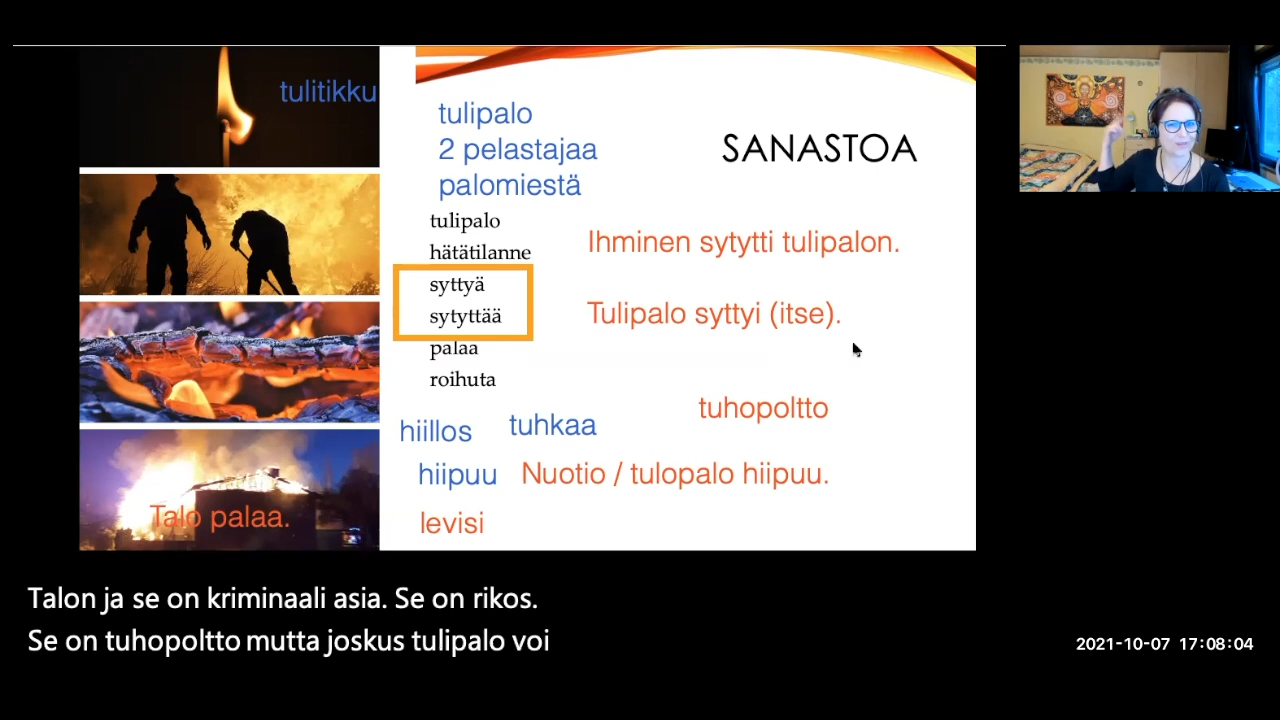 tulitikku
Talo palaa.
SANASTOA
tulipalo
2 pelastajaa
palomiestä
tulipalo
hätätilanne
syttyä
sytyttää
palaa
roihuta
Ihminen sytytti tulipalon.
Tulipalo syttyi (itse).
tuhopoltto
hiillos
tuhkaa
hiipuu
Nuotio / tulopalo hiipuu.
levisi
Talon ja se on kriminaali asia. Se on rikos.
Se on tuhopoltto mutta joskus tulipalo voi
2021-10-07 17:08:04